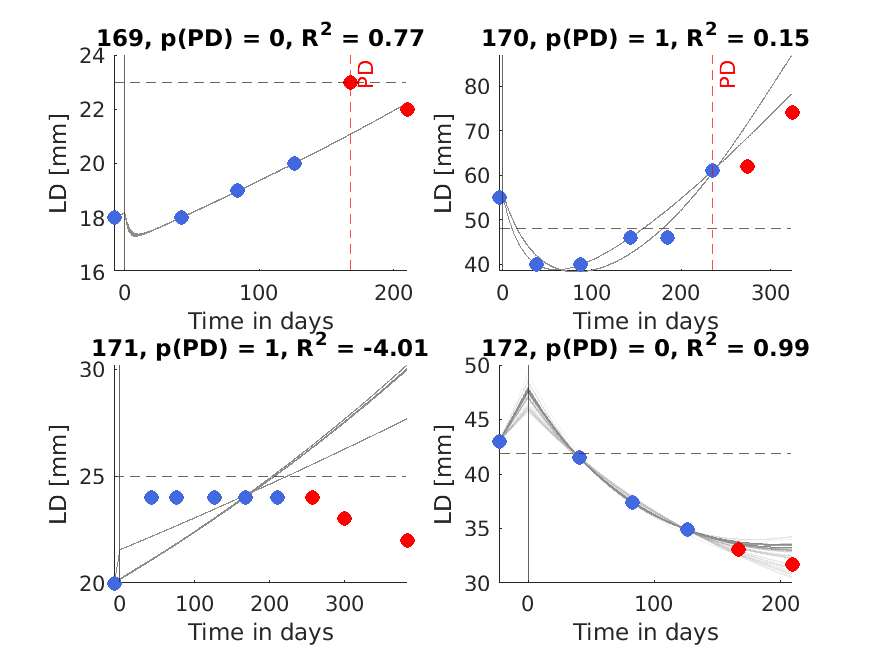 169, p(PD) = 0, R² = 0.77
24
22
20
18
16
LD [mm]
PD
0
100
200
Time in days
170, p(PD) = 1, R² = 0.15
80
70
60
50
40
LD [mm]
PD
0
100
200
300
Time in days
171, p(PD) = 1, R² = -4.01
30
25
20
LD [mm]
0
100
200
300
Time in days
172, p(PD) = 0, R² = 0.99
50
45
40
35
30
LD [mm]
0
100
200
Time in days